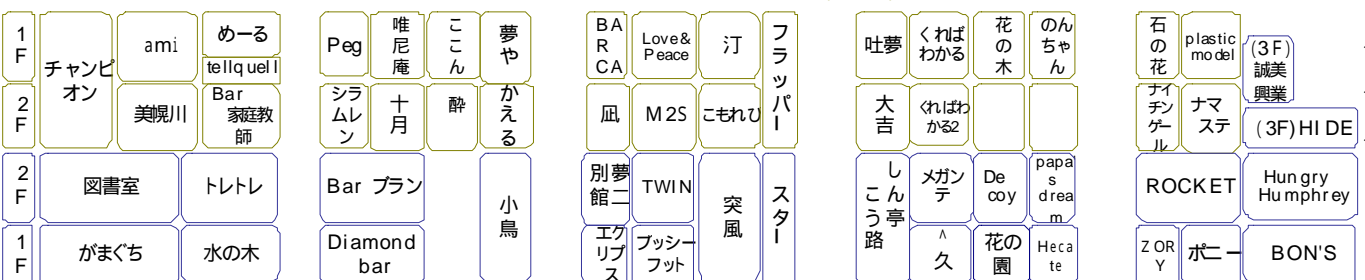 1F
チャンピオン
ami
めーる
tellquell
2F
美幌川
Bar 家庭教師
2F
図書室
トレトレ
1F
がまぐち
水の木
Peg
唯尼庵
ここん
夢や
シラムレン
十月
酔
かえる
Bar ブラン
小鳥
Diamond bar
BARCA
Love& Peace
汀
フラッパー
凪
M2S
こもれび
別館夢二
TWIN
突風
スター
エクリプス
プッシーフット
吐夢
くればわかる
花の木
のんちゃん
大吉
くればわかる2
しん亭こう路
メガンテ
Decoy
papa's dream
^久
花の園
Hecate
石の花
plastic model
(3F)誠美興業
ナイチンゲール
ナマステ
(3F)HIDE
ROCKET
Hungry Humphrey
ZORY
ポニー
BON'S